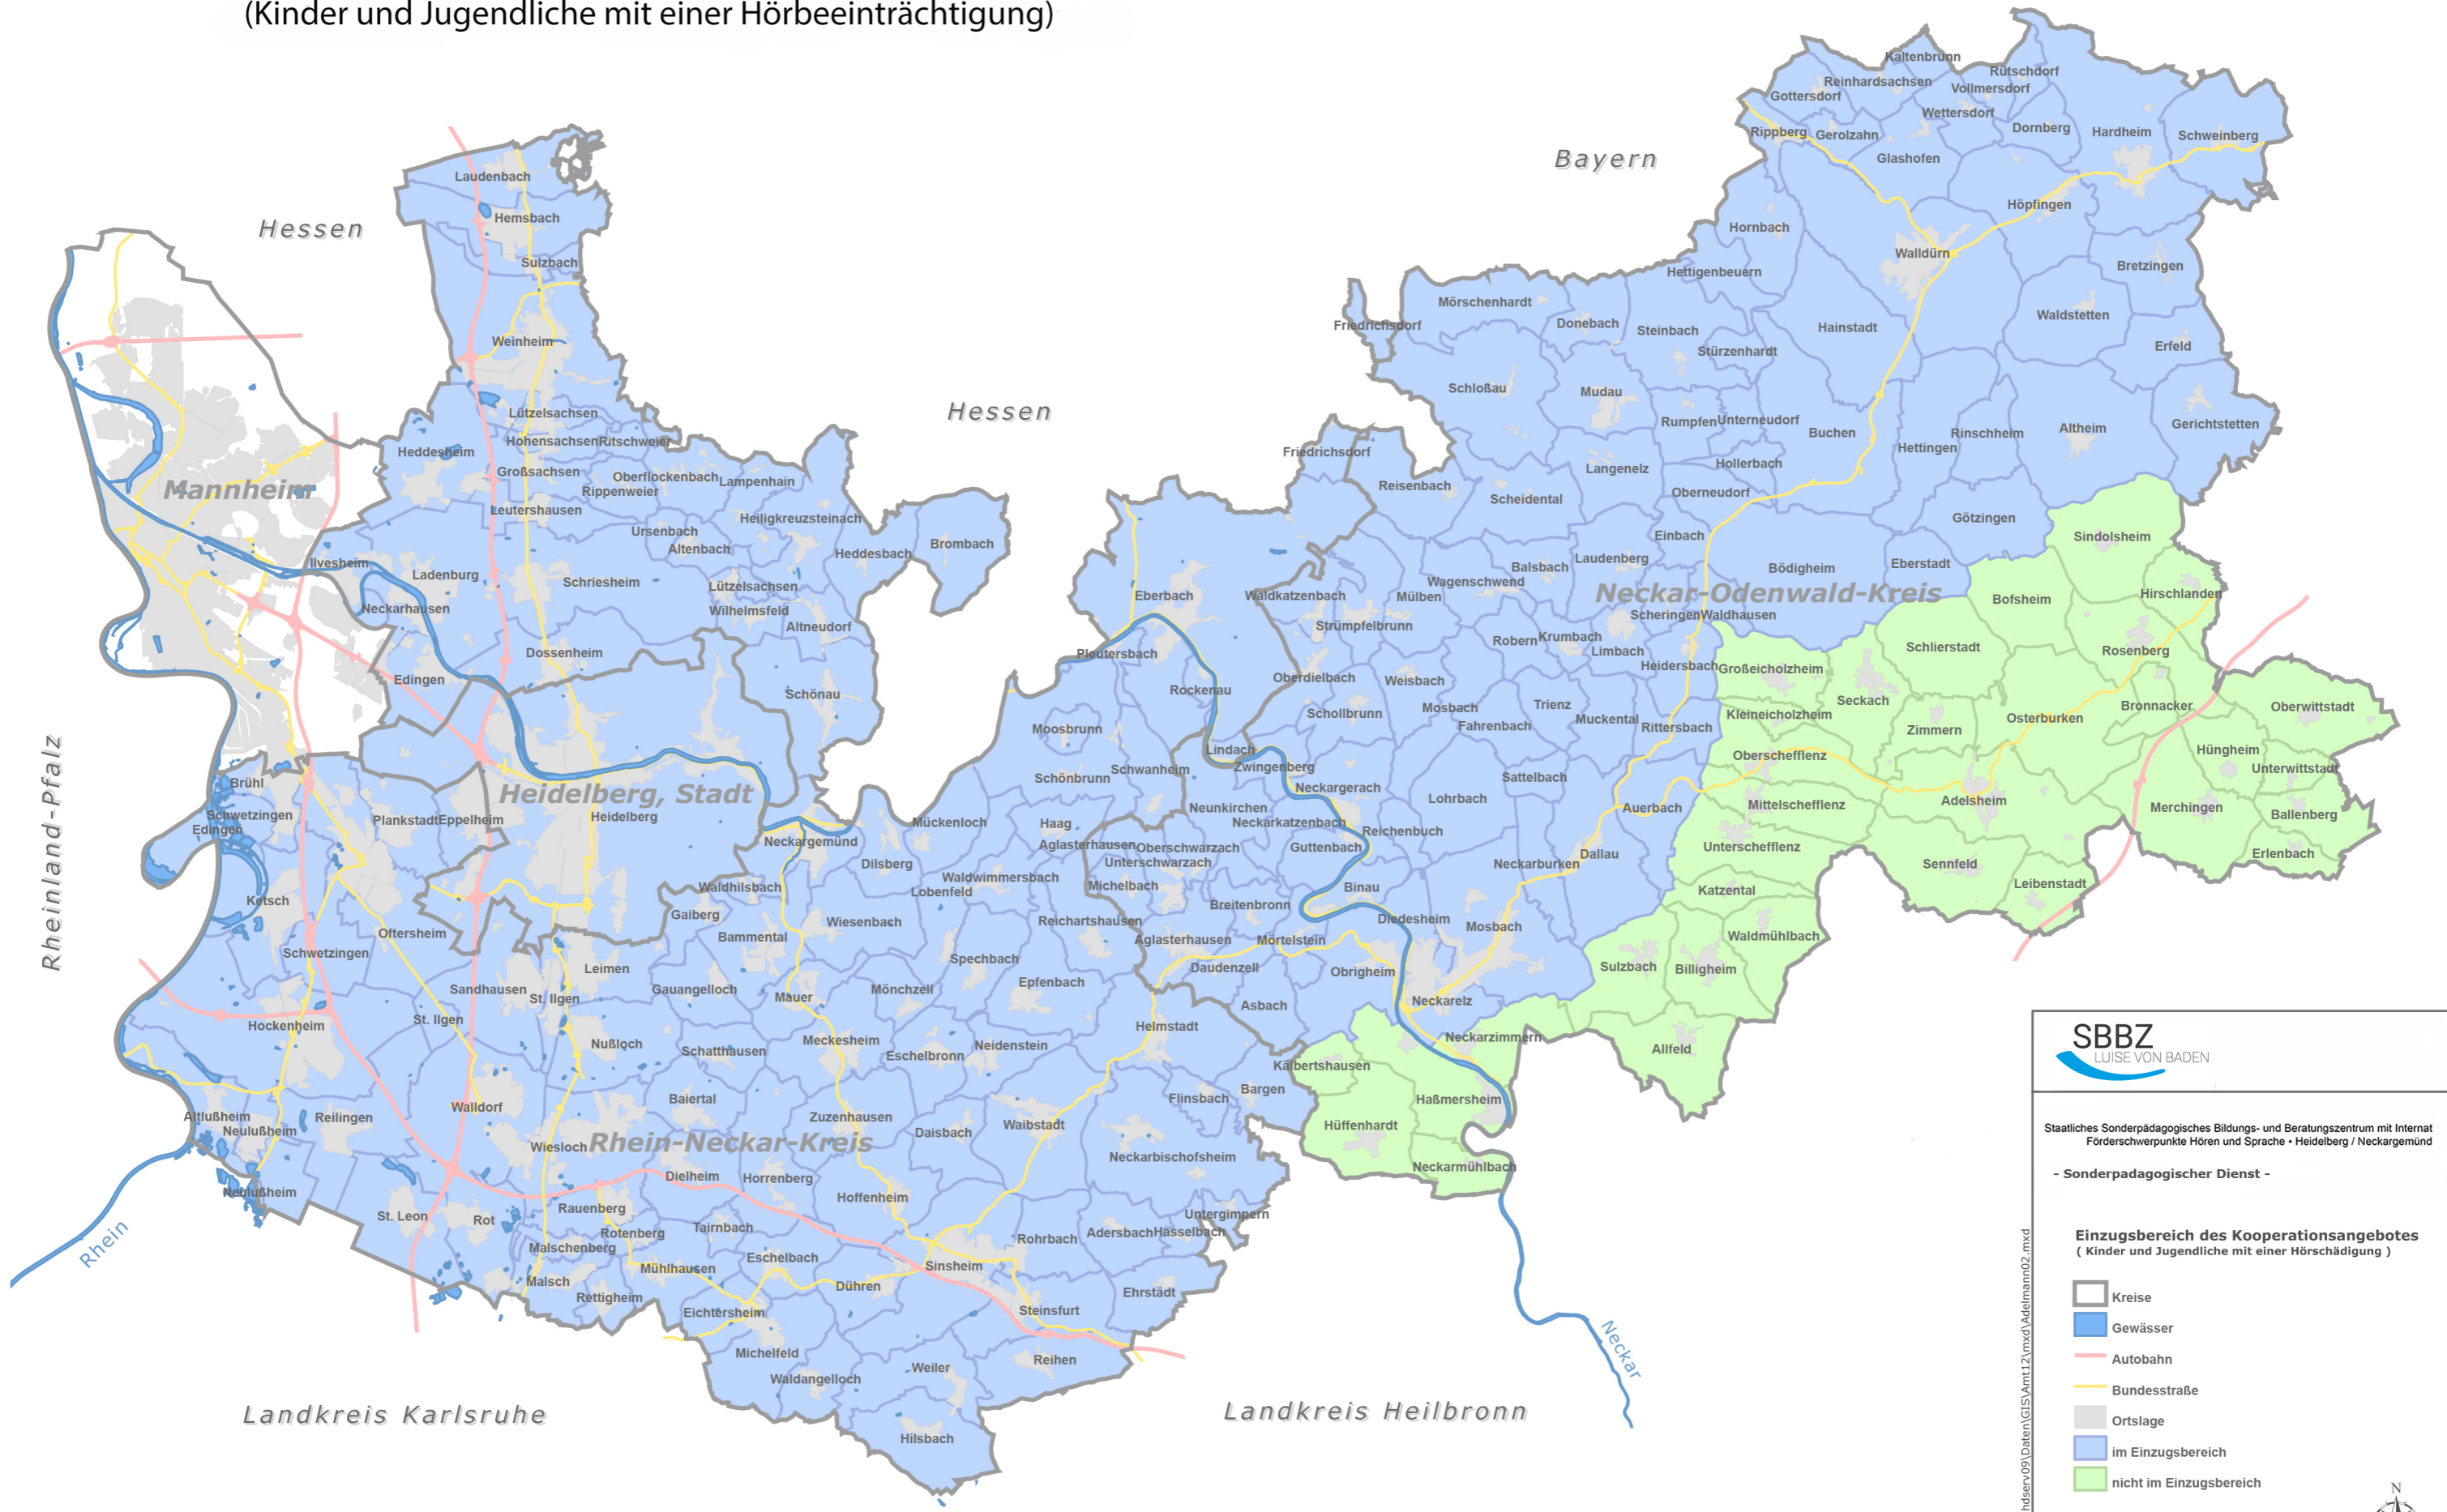 (Kinder und Jugendliche mit einer Hörbeeinträchtigung)
Kaltenbrunn
Rütschdorf
Reinhardsachsen
Vollmersdorf
Gottersdorf
Wettersdorf
Dornberg
Hardheim
Schweinberg
Rippberg
Gerolzahn
Glashofen
Bayern
Laudenbach
Höpfingen
Hemsbach
Hessen
Hornbach
Walldürn
Sulzbach
Hettigenbeuern
Bretzingen
Mörschenhardt
Friedrichsdorf
Donebach
Steinbach
Hainstadt
Waldstetten
Weinheim
Stürzenhardt
Erfeld
Schloßau
Mudau
Hessen
Lützelsachsen
Rumpfen
Unterneudorf
Buchen
Rinschheim
Altheim
Gerichtstetten
Hohensachsen
Ritschweier
Heddesheim
Friedrichsdorf
Hettingen
Großsachsen
Oberflockenbach
Lampenhain
Rippenweier
Langenelz
Hollerbach
Mannheim
Reisenbach
Scheidental
Oberneudorf
Leutershausen
Heiligkreuzsteinach
Götzingen
Ursenbach
Altenbach
Heddesbach
Brombach
Einbach
Sindolsheim
Ilvesheim
Ladenburg
Schriesheim
Lützelsachsen
Laudenberg
Balsbach
Bödigheim
Eberstadt
Wagenschwend
Neckarhausen
Wilhelmsfeld
Eberbach
Waldkatzenbach
Mülben
Neckar-Odenwald-Kreis
Bofsheim
Hirschlanden
Altneudorf
Strümpfelbrunn
Scheringen
Waldhausen
Robern
Krumbach
Limbach
Schlierstadt
Rosenberg
Dossenheim
Pleutersbach
Heidersbach
Großeicholzheim
Edingen
Schönau
Rockenau
Oberdielbach
Weisbach
Seckach
Schollbrunn
Mosbach
Trienz
Fahrenbach
Muckental
Rittersbach
Kleineicholzheim
Zimmern
Osterburken
Bronnacker
Oberwittstadt
Moosbrunn
Lindach
Oberschefflenz
Hüngheim
Unterwittstadt
Schönbrunn
Schwanheim
Zwingenberg
Sattelbach
Brühl
Heidelberg, Stadt
Neckargerach
Lohrbach
Auerbach
Mittelschefflenz
Adelsheim
Merchingen
Ballenberg
Rheinland-Pfalz
Schwetzingen
Edingen
Plankstadt
Eppelheim
Heidelberg
Mückenloch
Haag
Neunkirchen
Neckarkatzenbach
Reichenbuch
Neckargemünd
Aglasterhausen
Oberschwarzach
Guttenbach
Unterschefflenz
Erlenbach
Dilsberg
Unterschwarzach
Neckarburken
Dallau
Sennfeld
Leibenstadt
Waldhilsbach
Waldwimmersbach
Lobenfeld
Michelbach
Binau
Katzental
Ketsch
Gaiberg
Wiesenbach
Reichartshausen
Breitenbronn
Diedesheim
Mosbach
Waldmühlbach
Oftersheim
Bammental
Aglasterhausen
Mörtelstein
Schwetzingen
Leimen
Spechbach
Daudenzell
Obrigheim
Sulzbach
Billigheim
Sandhausen
St. Ilgen
Gauangelloch
Mauer
Mönchzell
Epfenbach
Asbach
Neckarelz
Hockenheim
St. Ilgen
Helmstadt
Neckarzimmern
Nußloch
Schatthausen
Meckesheim
Eschelbronn
Neidenstein
Allfeld
Kälbertshausen
Bargen
Flinsbach
Haßmersheim
Baiertal
Walldorf
Altlußheim
Neulußheim
Reilingen
Zuzenhausen
Daisbach
Waibstadt
Hüffenhardt
Wiesloch
Rhein-Neckar-Kreis
Neckarbischofsheim
Neckarmühlbach
Neulußheim
Dielheim
Horrenberg
Hoffenheim
St. Leon
Rot
Rauenberg
Untergimpern
Rotenberg
Tairnbach
Rohrbach
Adersbach
Hasselbach
Rhein
Malschenberg
Eschelbach
Sinsheim
Mühlhausen
Malsch
Dühren
Ehrstädt
Rettigheim
Eichtersheim
Steinsfurt
Neckar
Michelfeld
Weiler
Reihen
Waldangelloch
Landkreis Karlsruhe
Landkreis Heilbronn
Hilsbach
SBBZ
LUISE VON BADEN
Staatliches Sonderpädagogisches Bildungs- und Beratungszentrum mit Internat
Förderschwerpunkte Hören und Sprache • Heidelberg / Neckargemünd
- Sonderpadagogischer Dienst -
Einzugsbereich des Kooperationsangebotes
( Kinder und Jugendliche mit einer Hörschädigung )
Kreise
Gewässer
Autobahn
Bundesstraße
Ortslage
im Einzugsbereich
nicht im Einzugsbereich
N
hdserv09\Daten\GIS\Amt12\mxd\Adelmann02.mxd